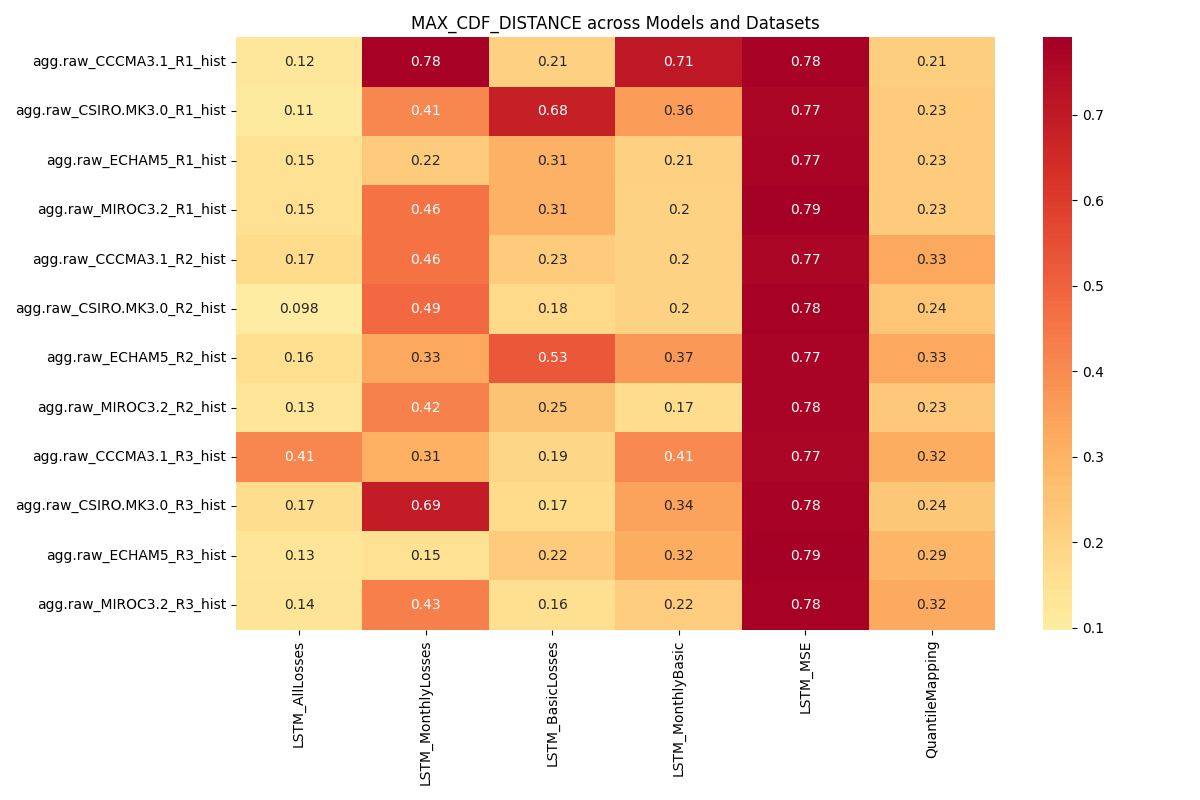 MAX_CDF_DISTANCE across Models and Datasets
agg.raw_CCCMA3.1_R1_hist 0.12 0.78 0.21 0.71 0.78 0.21
agg.raw_CSIRO.MK3.0_R1_hist 0.11 0.41 0.68 0.36 0.77 0.23
agg.raw_ECHAM5_R1_hist 0.15 0.22 0.31 0.21 0.77 0.23
agg.raw_MIROC3.2_R1_hist 0.15 0.46 0.31 0.2 0.79 0.23
agg.raw_CCCMA3.1_R2_hist 0.17 0.46 0.23 0.2 0.77 0.33
agg.raw_CSIRO.MK3.0_R2_hist 0.098 0.49 0.18 0.2 0.78 0.24
agg.raw_ECHAM5_R2_hist 0.16 0.33 0.53 0.37 0.77 0.33
agg.raw_MIROC3.2_R2_hist 0.13 0.42 0.25 0.17 0.78 0.23
agg.raw_CCCMA3.1_R3_hist 0.41 0.31 0.19 0.41 0.77 0.32
agg.raw_CSIRO.MK3.0_R3_hist 0.17 0.69 0.17 0.34 0.78 0.24
agg.raw_ECHAM5_R3_hist 0.13 0.15 0.22 0.32 0.79 0.29
agg.raw_MIROC3.2_R3_hist 0.14 0.43 0.16 0.22 0.78 0.32
LSTM_AllLosses
LSTM_MonthlyLosses
LSTM_BasicLosses
LSTM_MonthlyBasic
LSTM_MSE
QuantileMapping
0.7
0.6
0.5
0.4
0.3
0.2
0.1